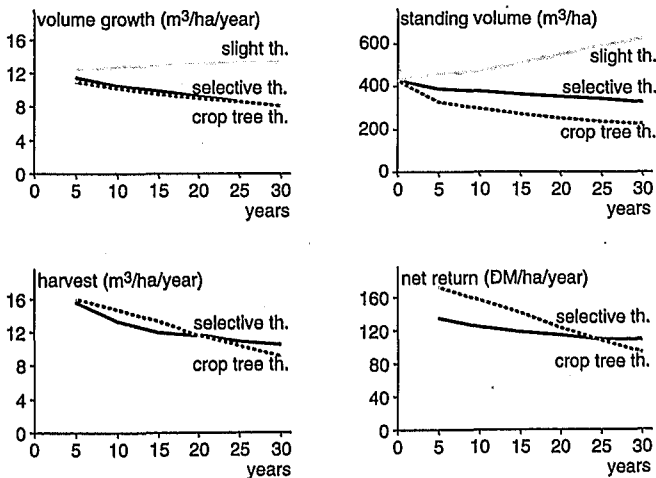 volume growth (m³/ha/year)
16
12
8
4
0
slight th.
selective th.
crop tree th.
0 5 10 15 20 25 30
years
standing volume (m³/ha)
600
400
200
0
slight th.
selective th.
crop tree th.
0 5 10 15 20 25 30
years
harvest (m³/ha/year)
16
12
8
4
0
selective th.
crop tree th.
0 5 10 15 20 25 30
years
net return (DM/ha/year)
160
120
80
40
0
selective th.
crop tree th.
0 5 10 15 20 25 30
years